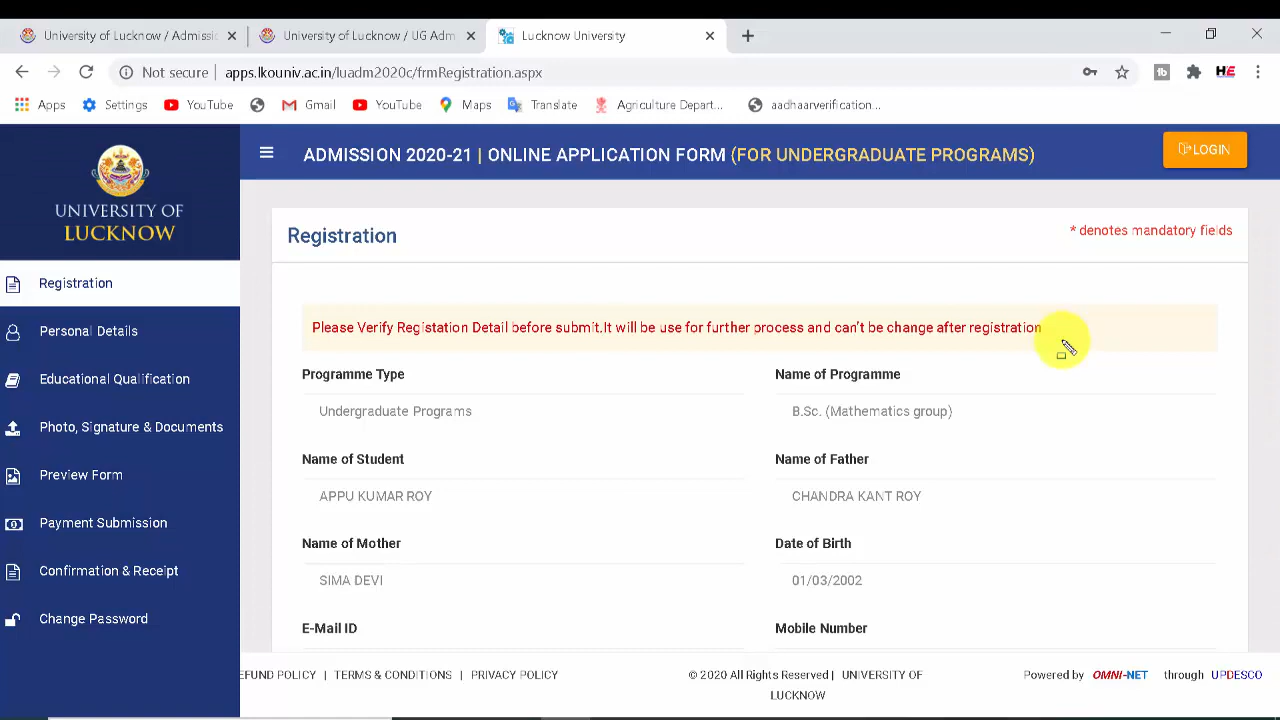 University of Lucknow / Admissi
University of Lucknow / UG Adm
Lucknow University
Not secure
apps.lkouniv.ac.in/luadm2020c/frmRegistration.aspx
Apps
Settings
YouTube
Gmail
YouTube
Maps
Translate
Agriculture Depart...
aadhaarverification...
UNIVERSITY OF
LUCKNOW
ADMISSION 2020-21 | ONLINE APPLICATION FORM (FOR UNDERGRADUATE PROGRAMS)
LOGIN
Registration
Personal Details
Educational Qualification
Photo, Signature & Documents
Preview Form
Payment Submission
Confirmation & Receipt
Change Password
Registration
* denotes mandatory fields
Please Verify Registation Detail before submit.It will be use for further process and can't be change after registration
Programme Type
Name of Programme
Undergraduate Programs
B.Sc. (Mathematics group)
Name of Student
Name of Father
APPU KUMAR ROY
CHANDRA KANT ROY
Name of Mother
Date of Birth
SIMA DEVI
01/03/2002
E-Mail ID
Mobile Number
EFUND POLICY | TERMS & CONDITIONS | PRIVACY POLICY
© 2020 All Rights Reserved | UNIVERSITY OF
LUCKNOW
Powered by OMNI-NET through UPDESCO